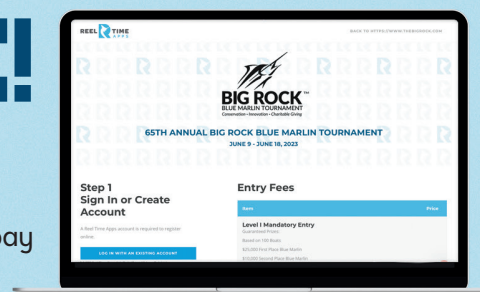 REEL TIME
APPS
BACK TO HTTPS://WWW.THEBIGROCK.COM
BIG ROCK™
BLUE MARLIN TOURNAMENT
Conservation • Innovation • Charitable Giving
65TH ANNUAL BIG ROCK BLUE MARLIN TOURNAMENT
JUNE 9 - JUNE 18, 2023
Step 1
Sign In or Create
Account
A Reel Time Apps account is required to register
online.
LOG IN WITH AN EXISTING ACCOUNT
Entry Fees
Item Price
Level I Mandatory Entry
Guaranteed Prizes
Based on 100 Boats
$25,000 First Place Blue Marlin
$10,000 Second Place Blue Marlin